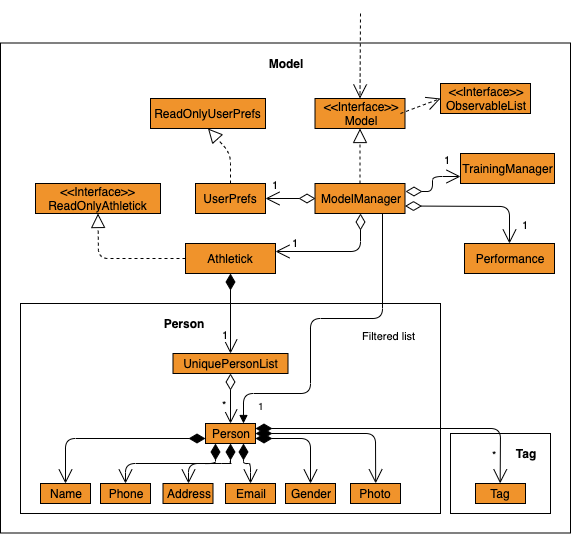 Model
<<Interface>>
ObservableList
ReadOnlyUserPrefs
<<Interface>>
Model
1
TrainingManager
<<Interface>>
ReadOnlyAthletick
UserPrefs
1
ModelManager
1
1
Athletick
Performance
Person
1
Filtered list
UniquePersonList
*
1
Person
Tag
*
Name
Phone
Address
Email
Gender
Photo
Tag